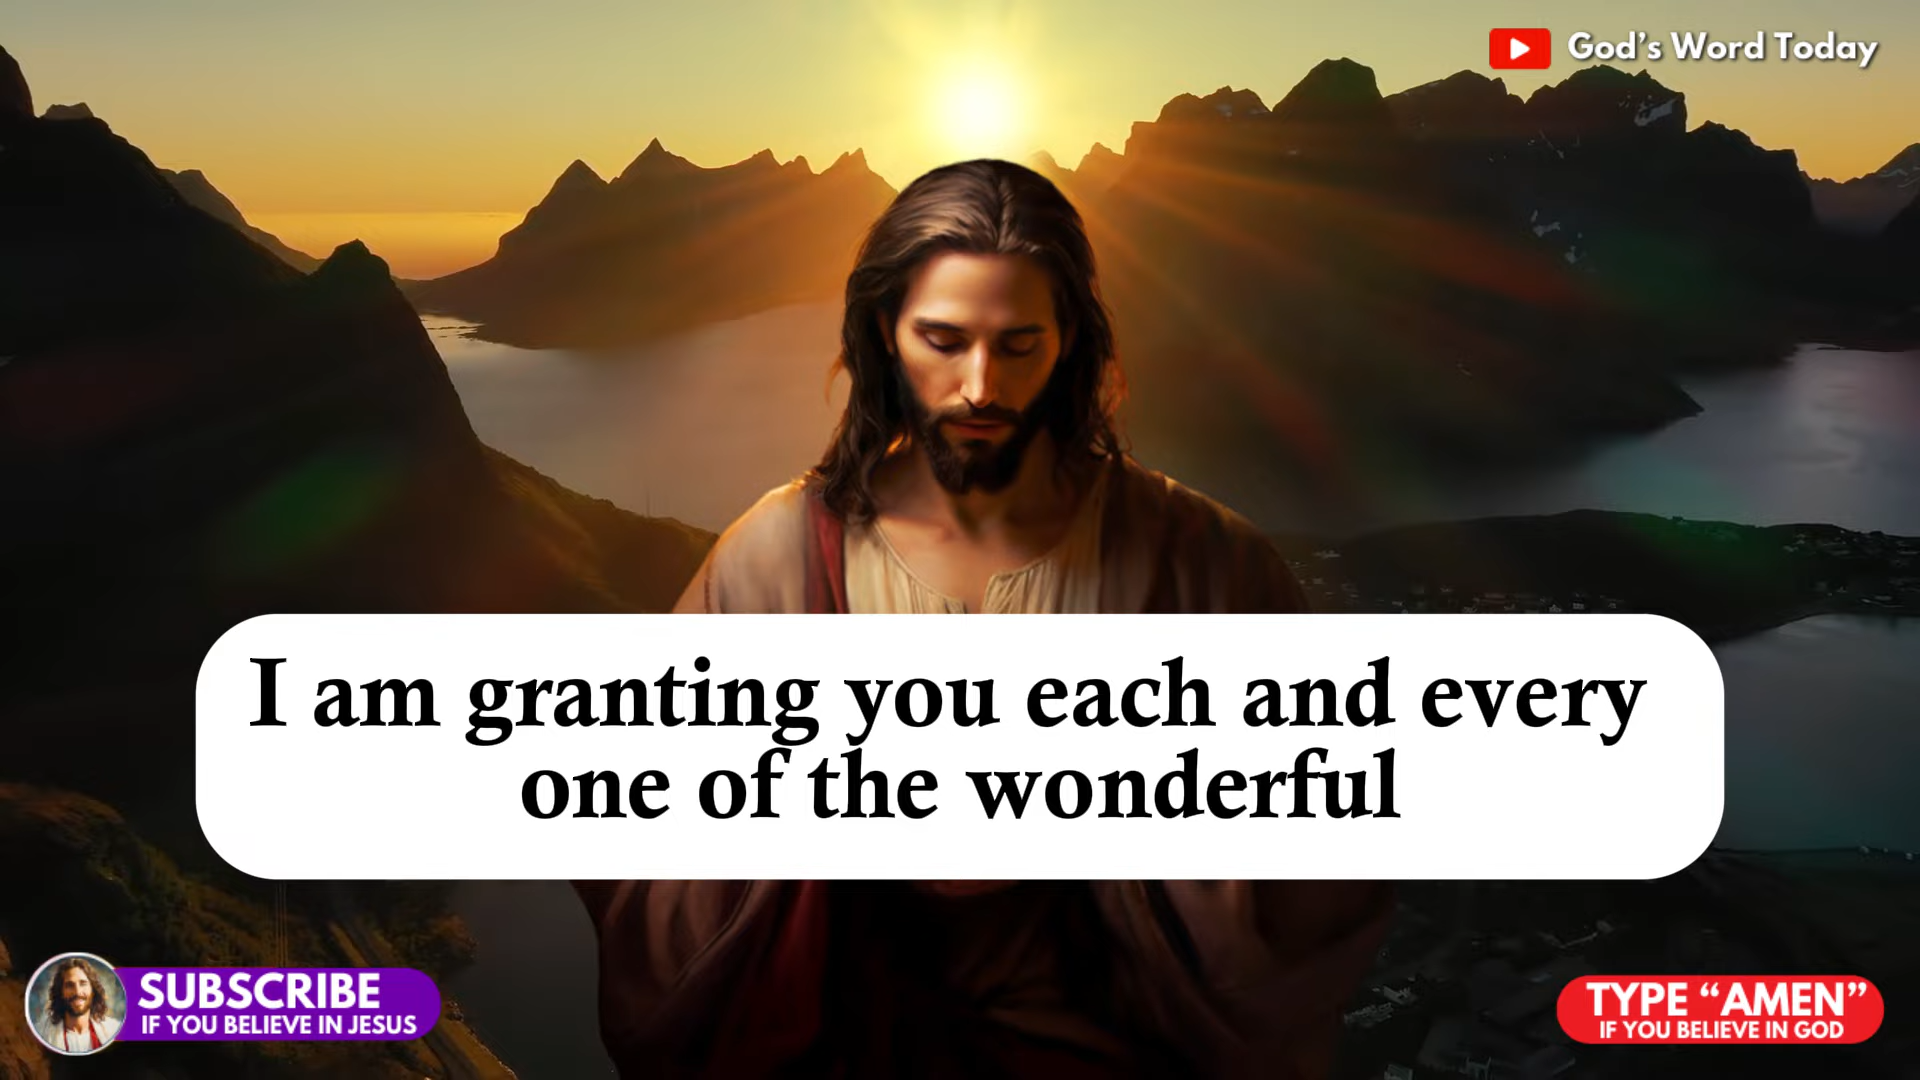 God's Word Today
I am granting you each and every
one of the wonderful
SUBSCRIBE
IF YOU BELIEVE IN JESUS
TYPE “AMEN”
IF YOU BELIEVE IN GOD